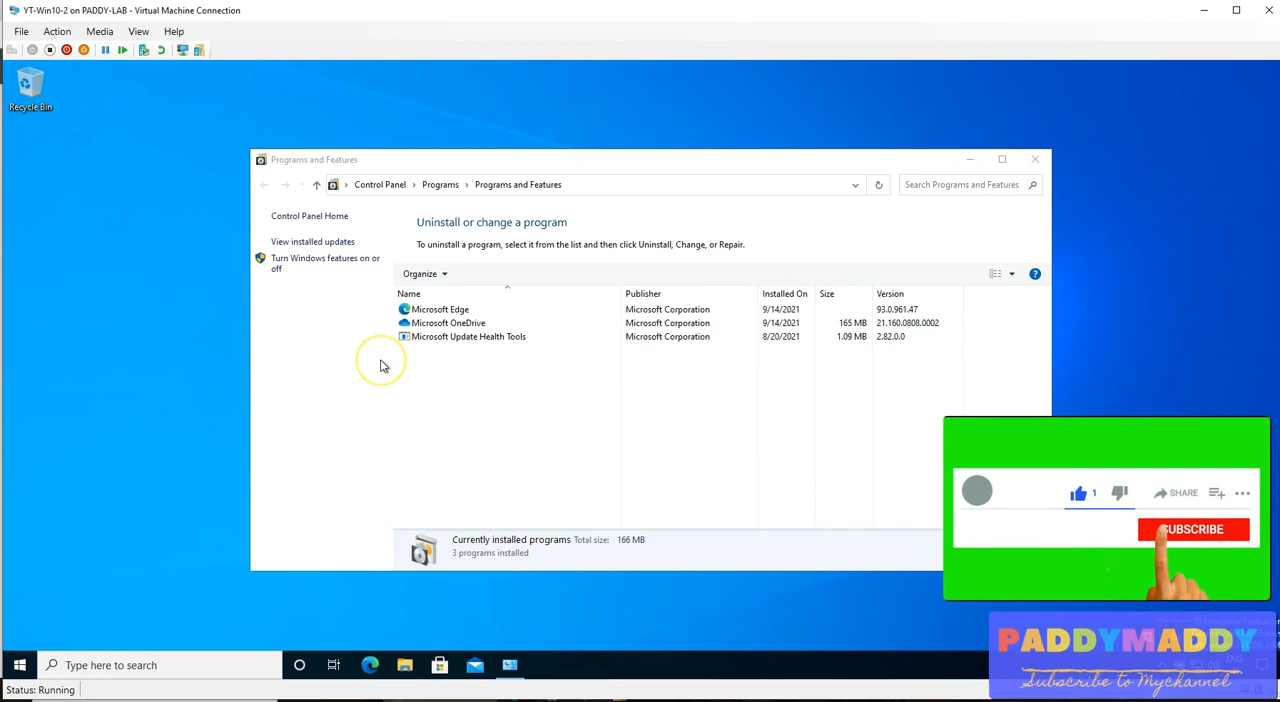 YT-Win10-2 on PADDY-LAB - Virtual Machine Connection
File Action Media View Help
Recycle Bin
Programs and Features
Control Panel > Programs > Programs and Features
Search Programs and Features
Control Panel Home
View installed updates
Turn Windows features on or
off
Uninstall or change a program
To uninstall a program, select it from the list and then click Uninstall, Change, or Repair.
Organize
Name Publisher Installed On Size Version
Microsoft Edge Microsoft Corporation 9/14/2021 93.0.961.47
Microsoft OneDrive Microsoft Corporation 9/14/2021 165 MB 21.160.0808.0002
Microsoft Update Health Tools Microsoft Corporation 8/20/2021 1.09 MB 2.82.0.0
Currently installed programs Total size: 166 MB
3 programs installed
1 SHARE
SUBSCRIBE
10 Enterprise Evaluation
PADDYMADDY
Subscribe to Mychannel
Type here to search
ENG
Status: Running